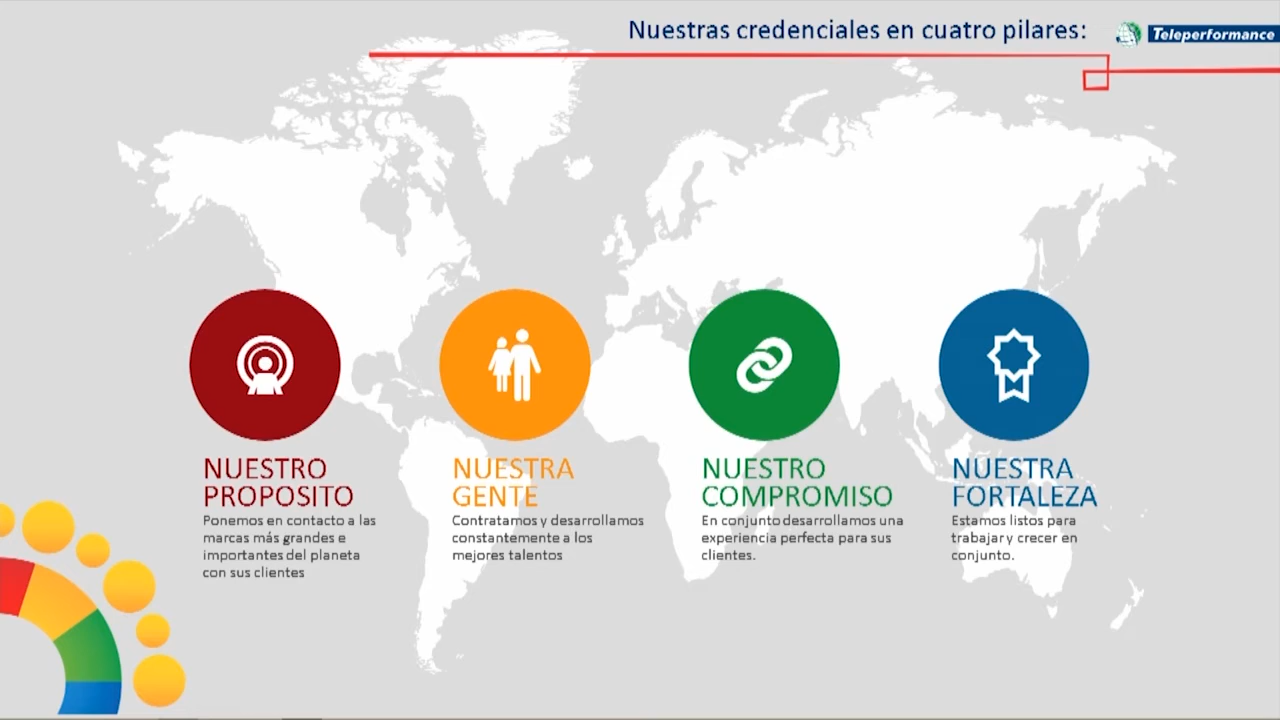 Nuestras credenciales en cuatro pilares:
Teleperformance
NUESTRO
PROPOSITO
Ponemos en contacto a las
marcas más grandes e
importantes del planeta
con sus clientes
NUESTRA
GENTE
Contratamos y desarrollamos
constantemente a los
mejores talentos
NUESTRO
COMPROMISO
En conjunto desarrollamos una
experiencia perfecta para sus
clientes.
NUESTRA
FORTALEZA
Estamos listos para
trabajar y crecer en
conjunto.